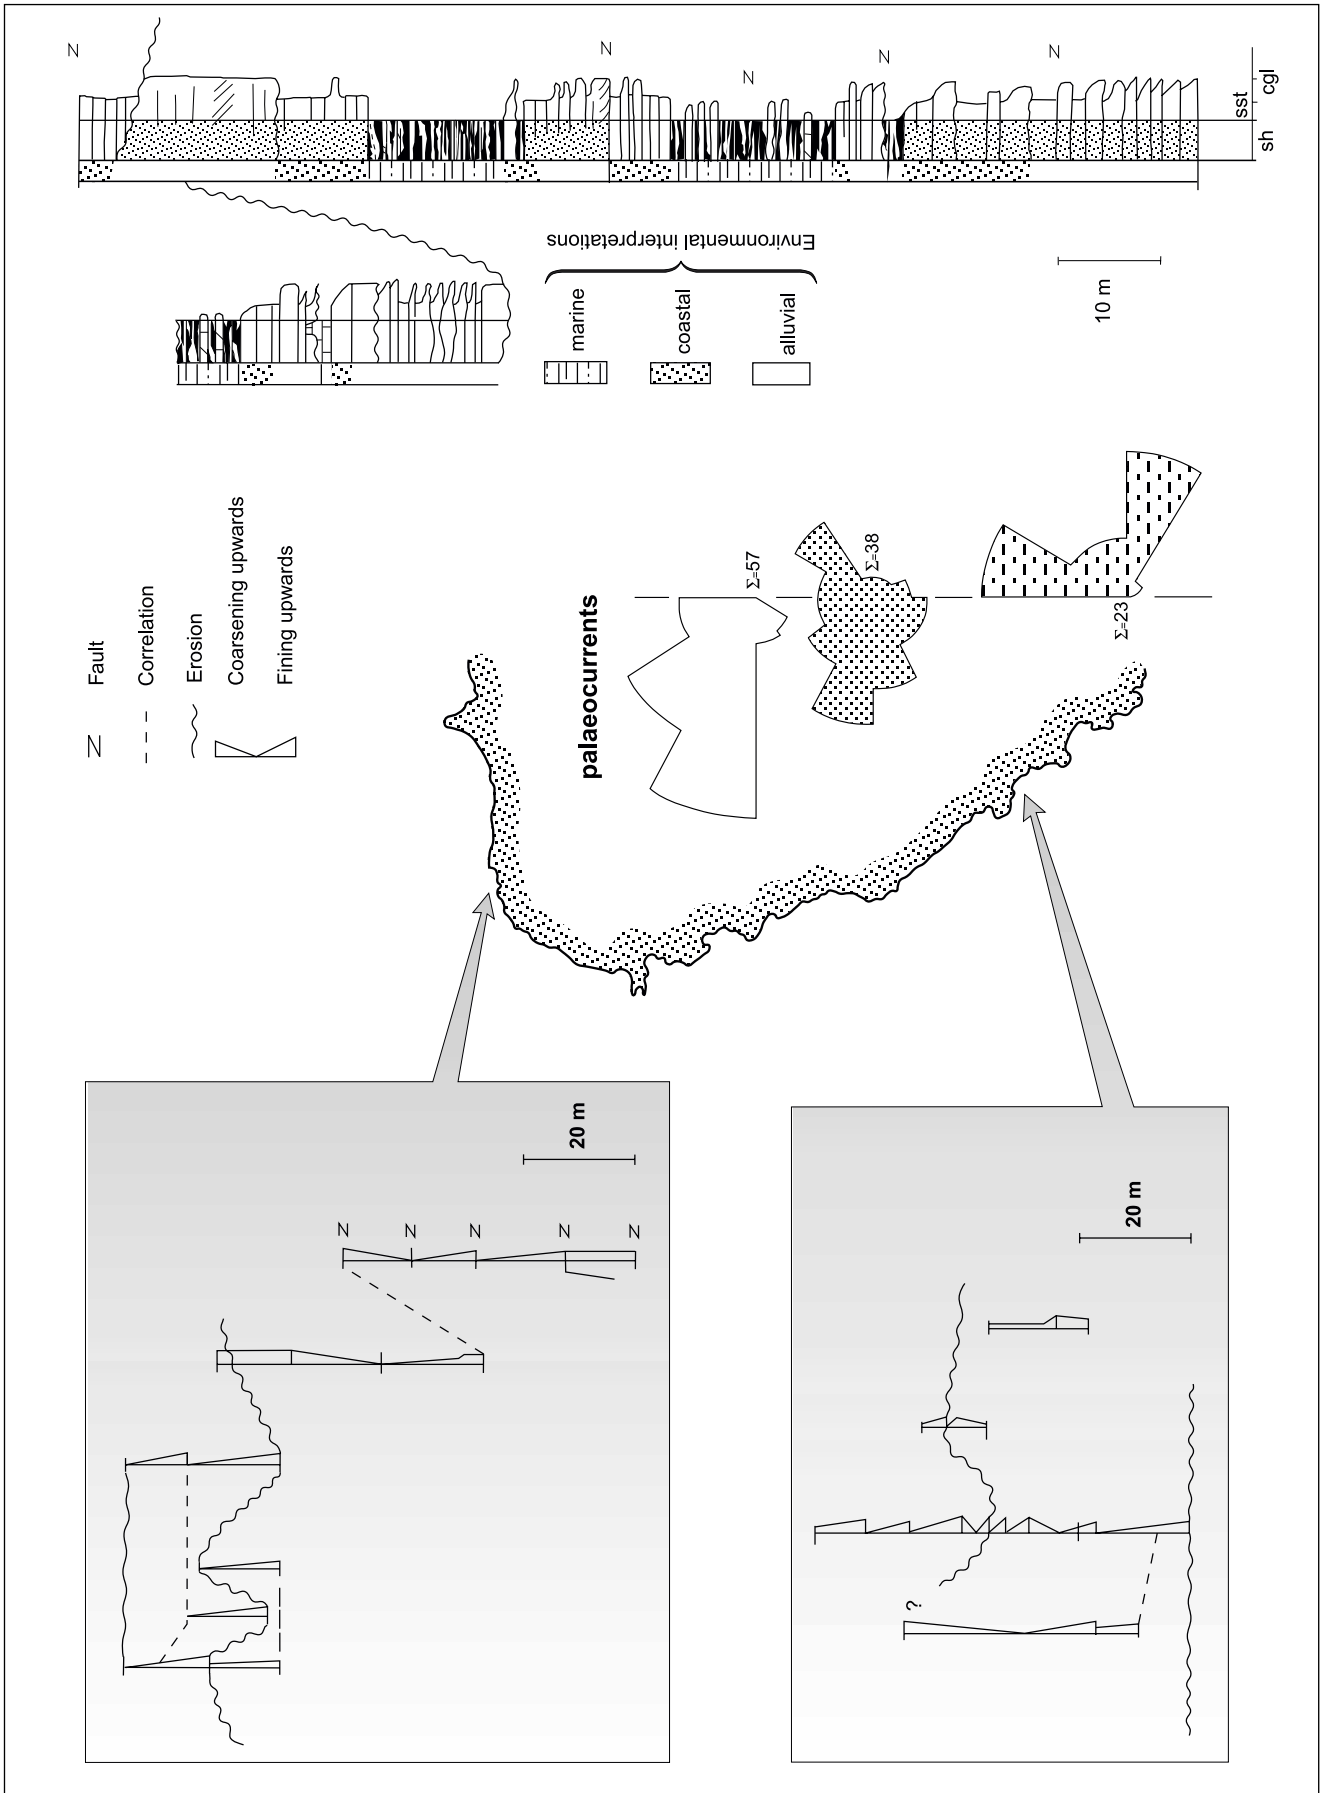 N
N
N
N
N
sh
sst
cgl
Environmental interpretations
marine
coastal
alluvial
10 m
N Fault
Correlation
Erosion
Coarsening upwards
Fining upwards
palaeocurrents
Σ=57
Σ=38
Σ=23
N
N
N
N
N
20 m
?
20 m